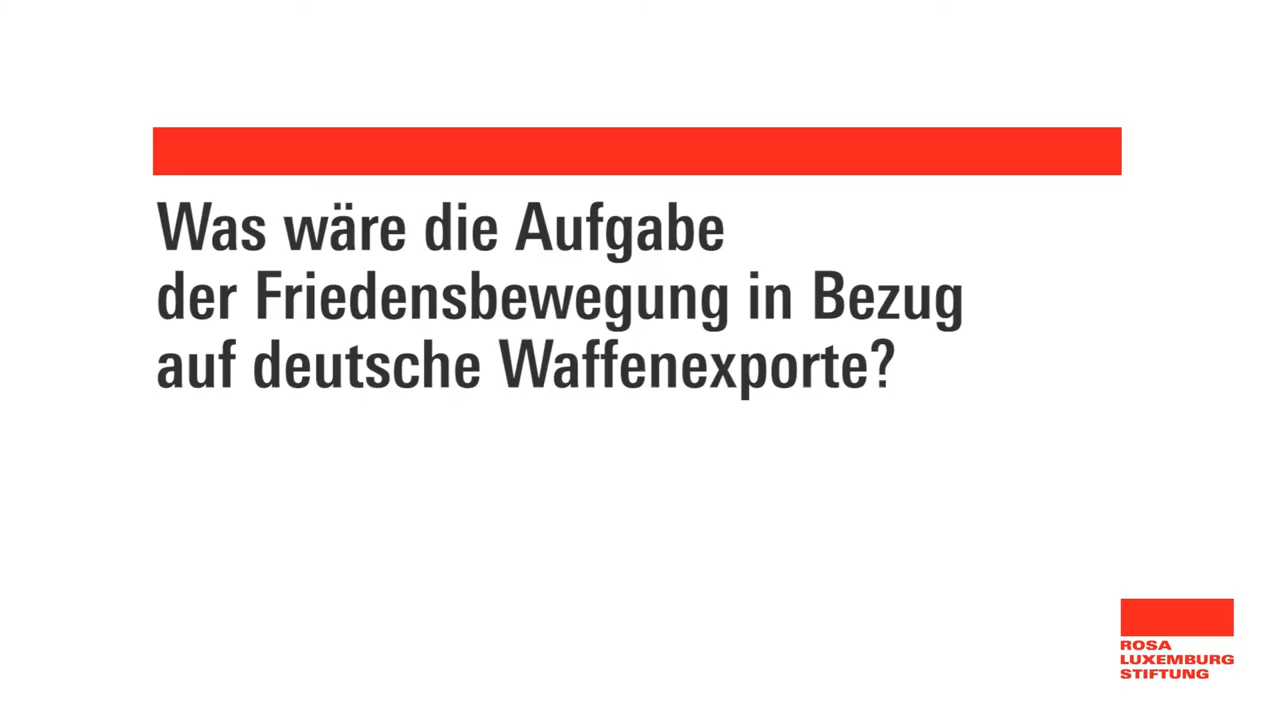 Was wäre die Aufgabe
der Friedensbewegung in Bezug
auf deutsche Waffenexporte?
ROSA
LUXEMBURG
STIFTUNG